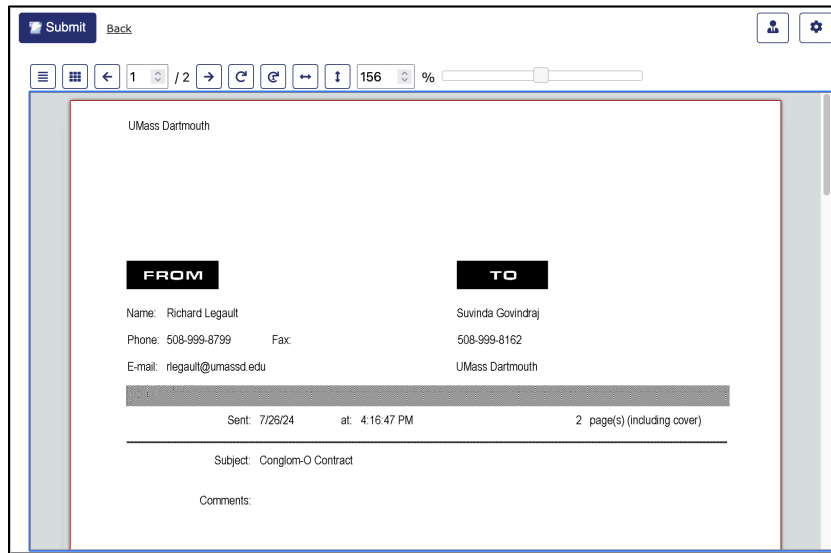 Submit Back
1 / 2 156 %
UMass Dartmouth
FROM TO
Name: Richard Legault Suvinda Govindraj
Phone: 508-999-8799 Fax: 508-999-8162
E-mail: rlegault@umassd.edu UMass Dartmouth
Sent: 7/26/24 at: 4:16:47 PM 2 page(s) (including cover)
Subject: Conglom-O Contract
Comments: